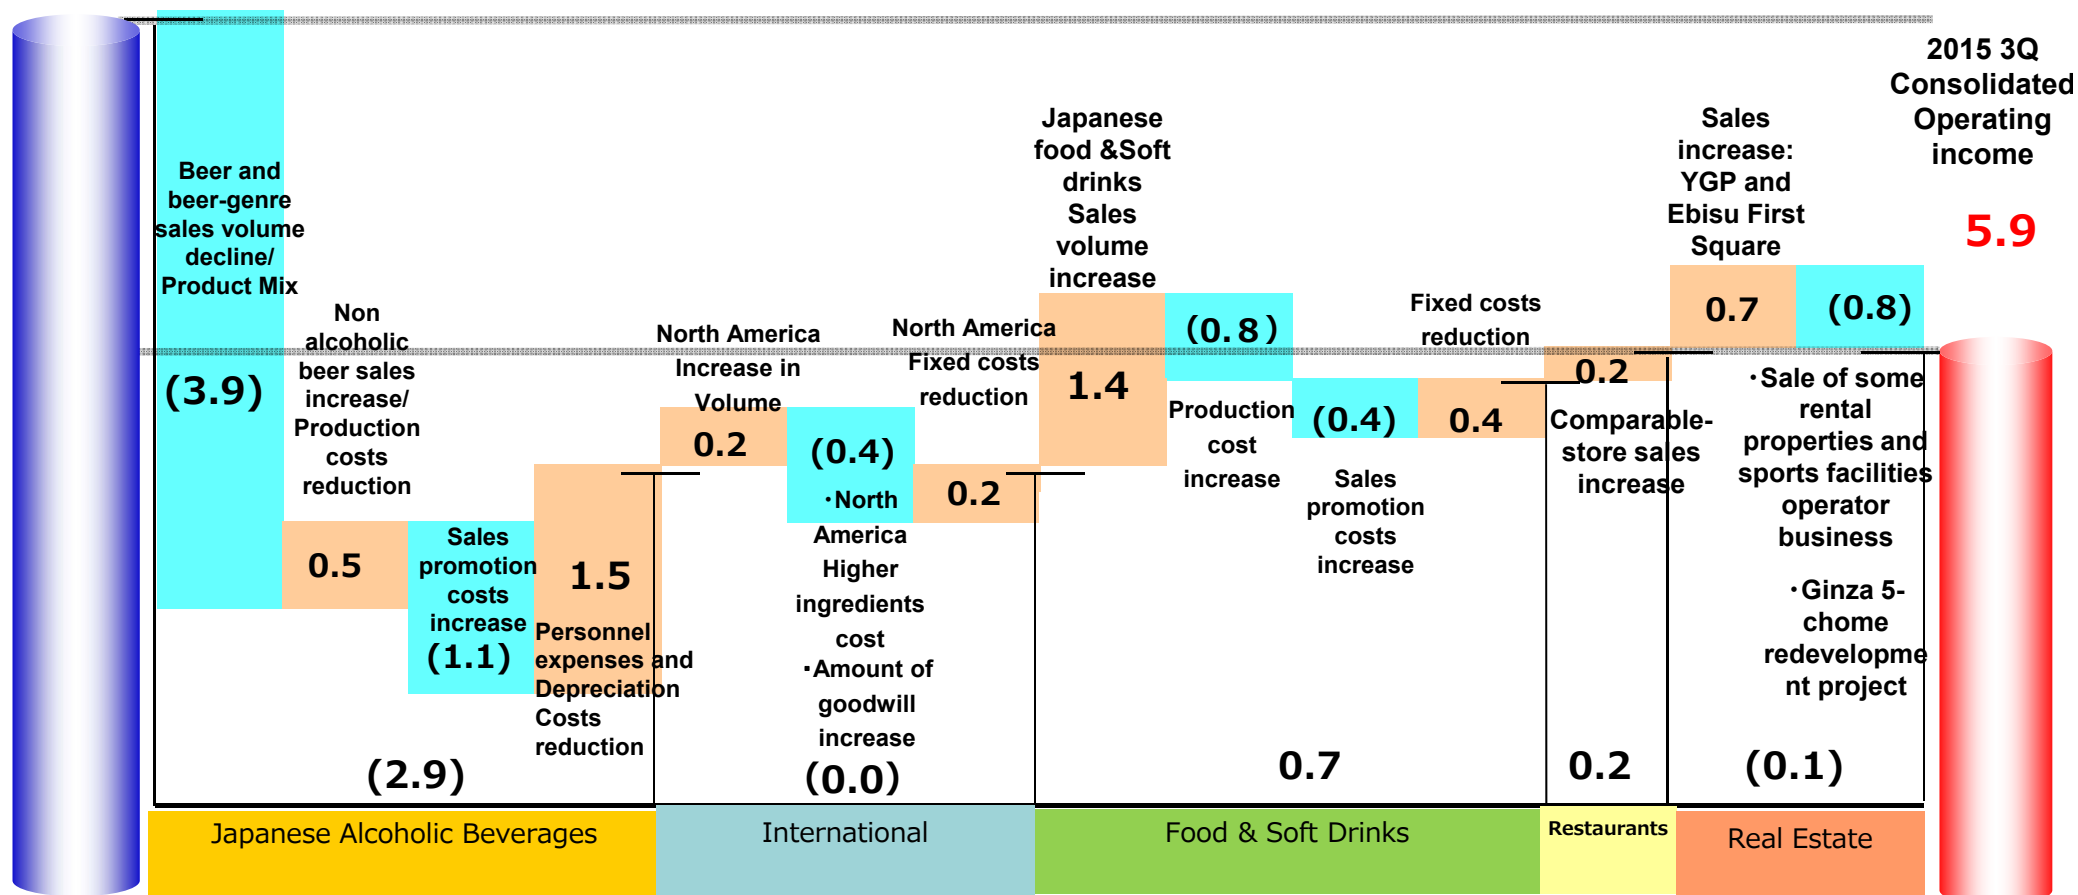 Beer and
beer-genre
sales volume
decline/
Product Mix
(3.9)
Non
alcoholic
beer sales
increase/
Production
costs
reduction
0.5
Sales
promotion
costs
increase
(1.1)
1.5
Personnel
expenses and
Depreciation
Costs
reduction
(2.9)
North America
Increase in
Volume
0.2
(0.4)
・North
America
Higher
ingredients
cost
・Amount of
goodwill
increase
North America
Fixed costs
reduction
0.2
(0.0)
Japanese
food &Soft
drinks
Sales
volume
increase
1.4
(0.8)
Production
cost
increase
(0.4)
Sales
promotion
costs
increase
Fixed costs
reduction
0.4
0.7
0.2
Comparable-
store sales
increase
0.2
Sales
increase:
YGP and
Ebisu First
Square
0.7
(0.8)
・Sale of some
rental
properties and
sports facilities
operator
business
・Ginza 5-
chome
redevelopme
nt project
(0.1)
2015 3Q
Consolidated
Operating
income
5.9
Japanese Alcoholic Beverages
International
Food & Soft Drinks
Restaurants
Real Estate